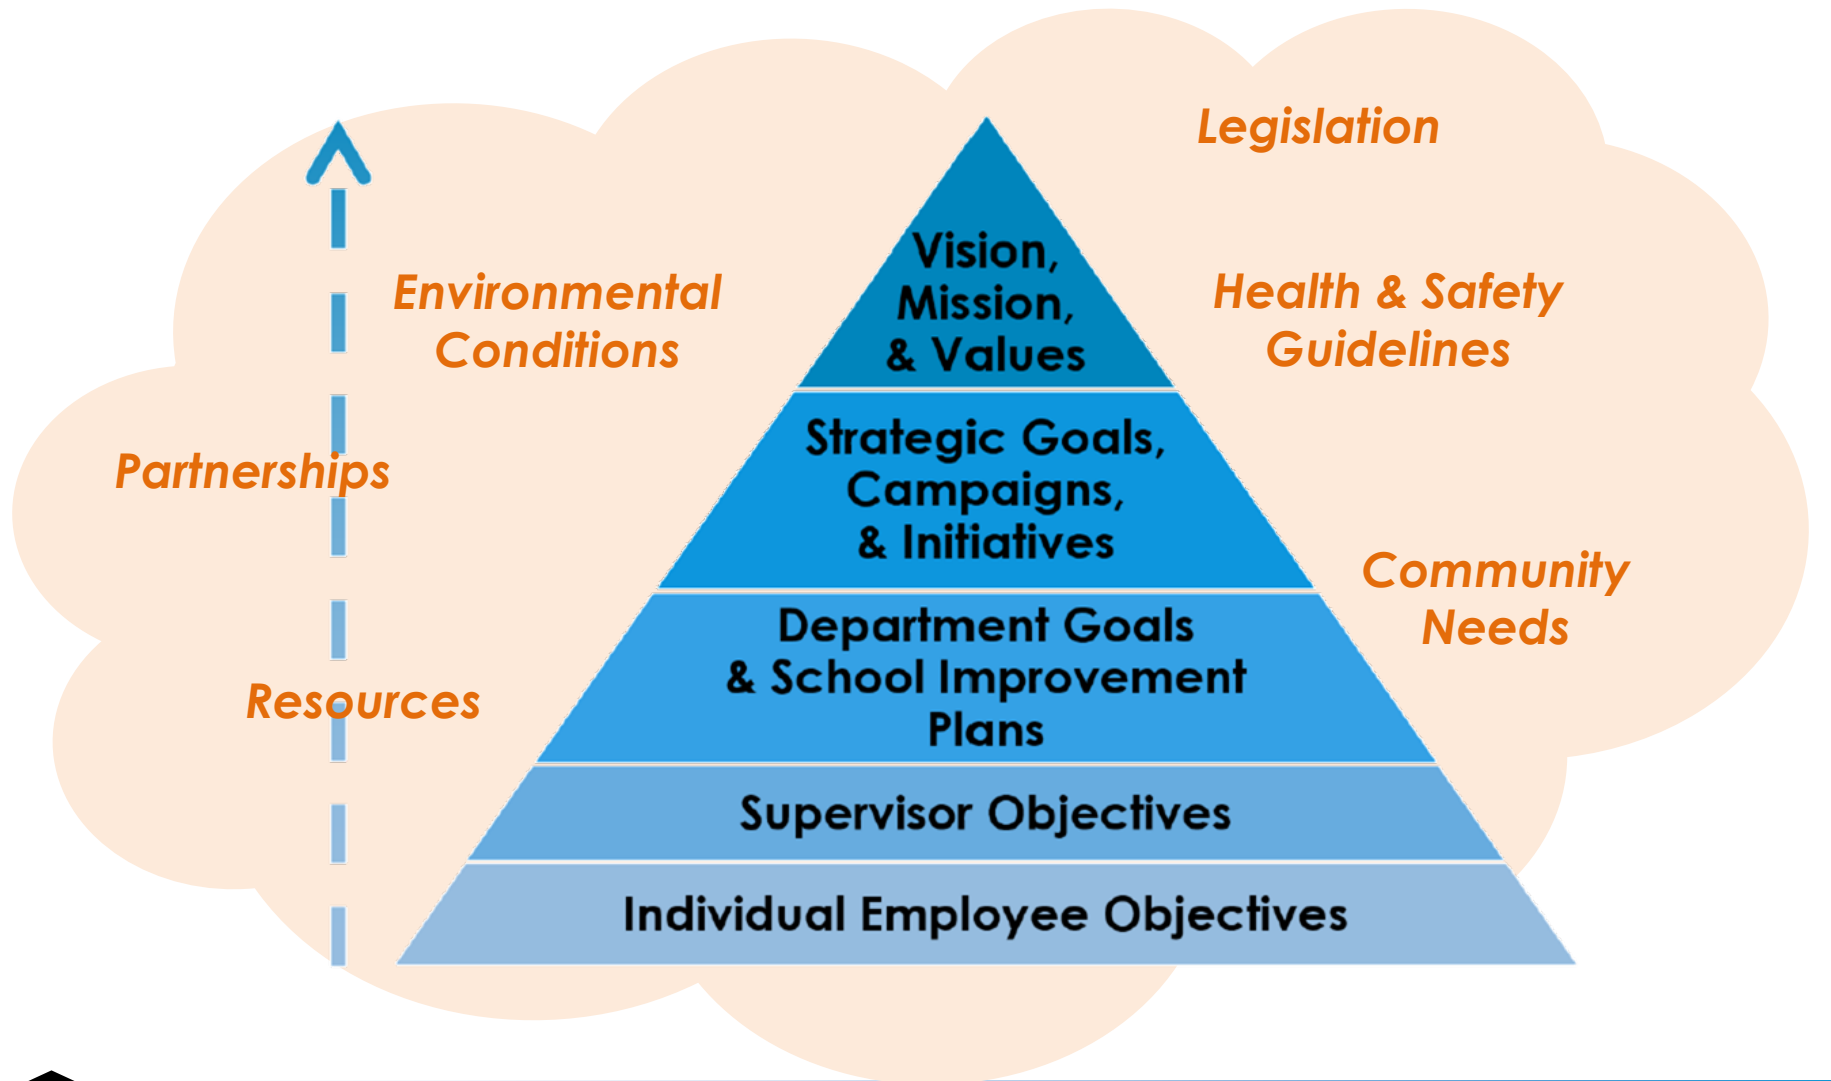 Legislation
Environmental
Conditions
Vision,
Mission,
& Values
Health & Safety
Guidelines
Partnerships
Strategic Goals,
Campaigns,
& Initiatives
Community
Needs
Department Goals
& School Improvement
Plans
Resources
Supervisor Objectives
Individual Employee Objectives